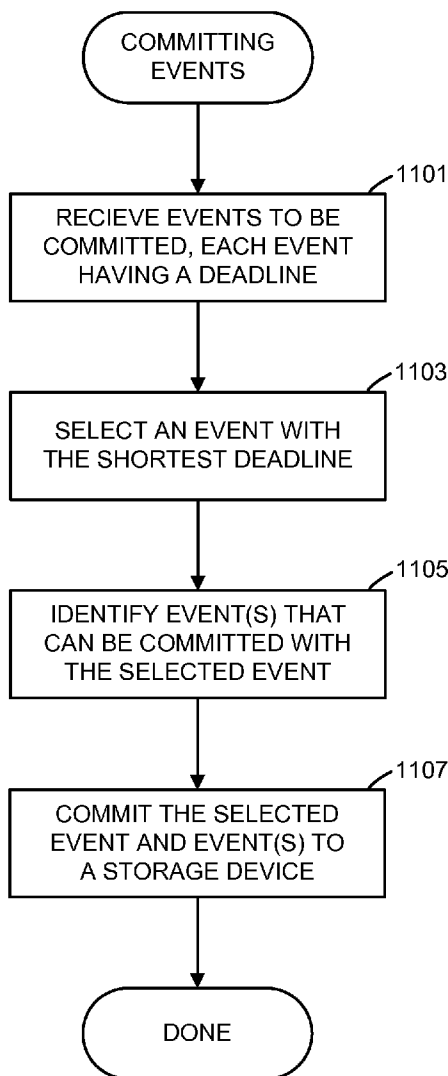 COMMITTING
EVENTS
1101
RECIEVE EVENTS TO BE
COMMITTED, EACH EVENT
HAVING A DEADLINE
1103
SELECT AN EVENT WITH
THE SHORTEST DEADLINE
1105
IDENTIFY EVENT(S) THAT
CAN BE COMMITTED WITH
THE SELECTED EVENT
1107
COMMIT THE SELECTED
EVENT AND EVENT(S) TO
A STORAGE DEVICE
DONE